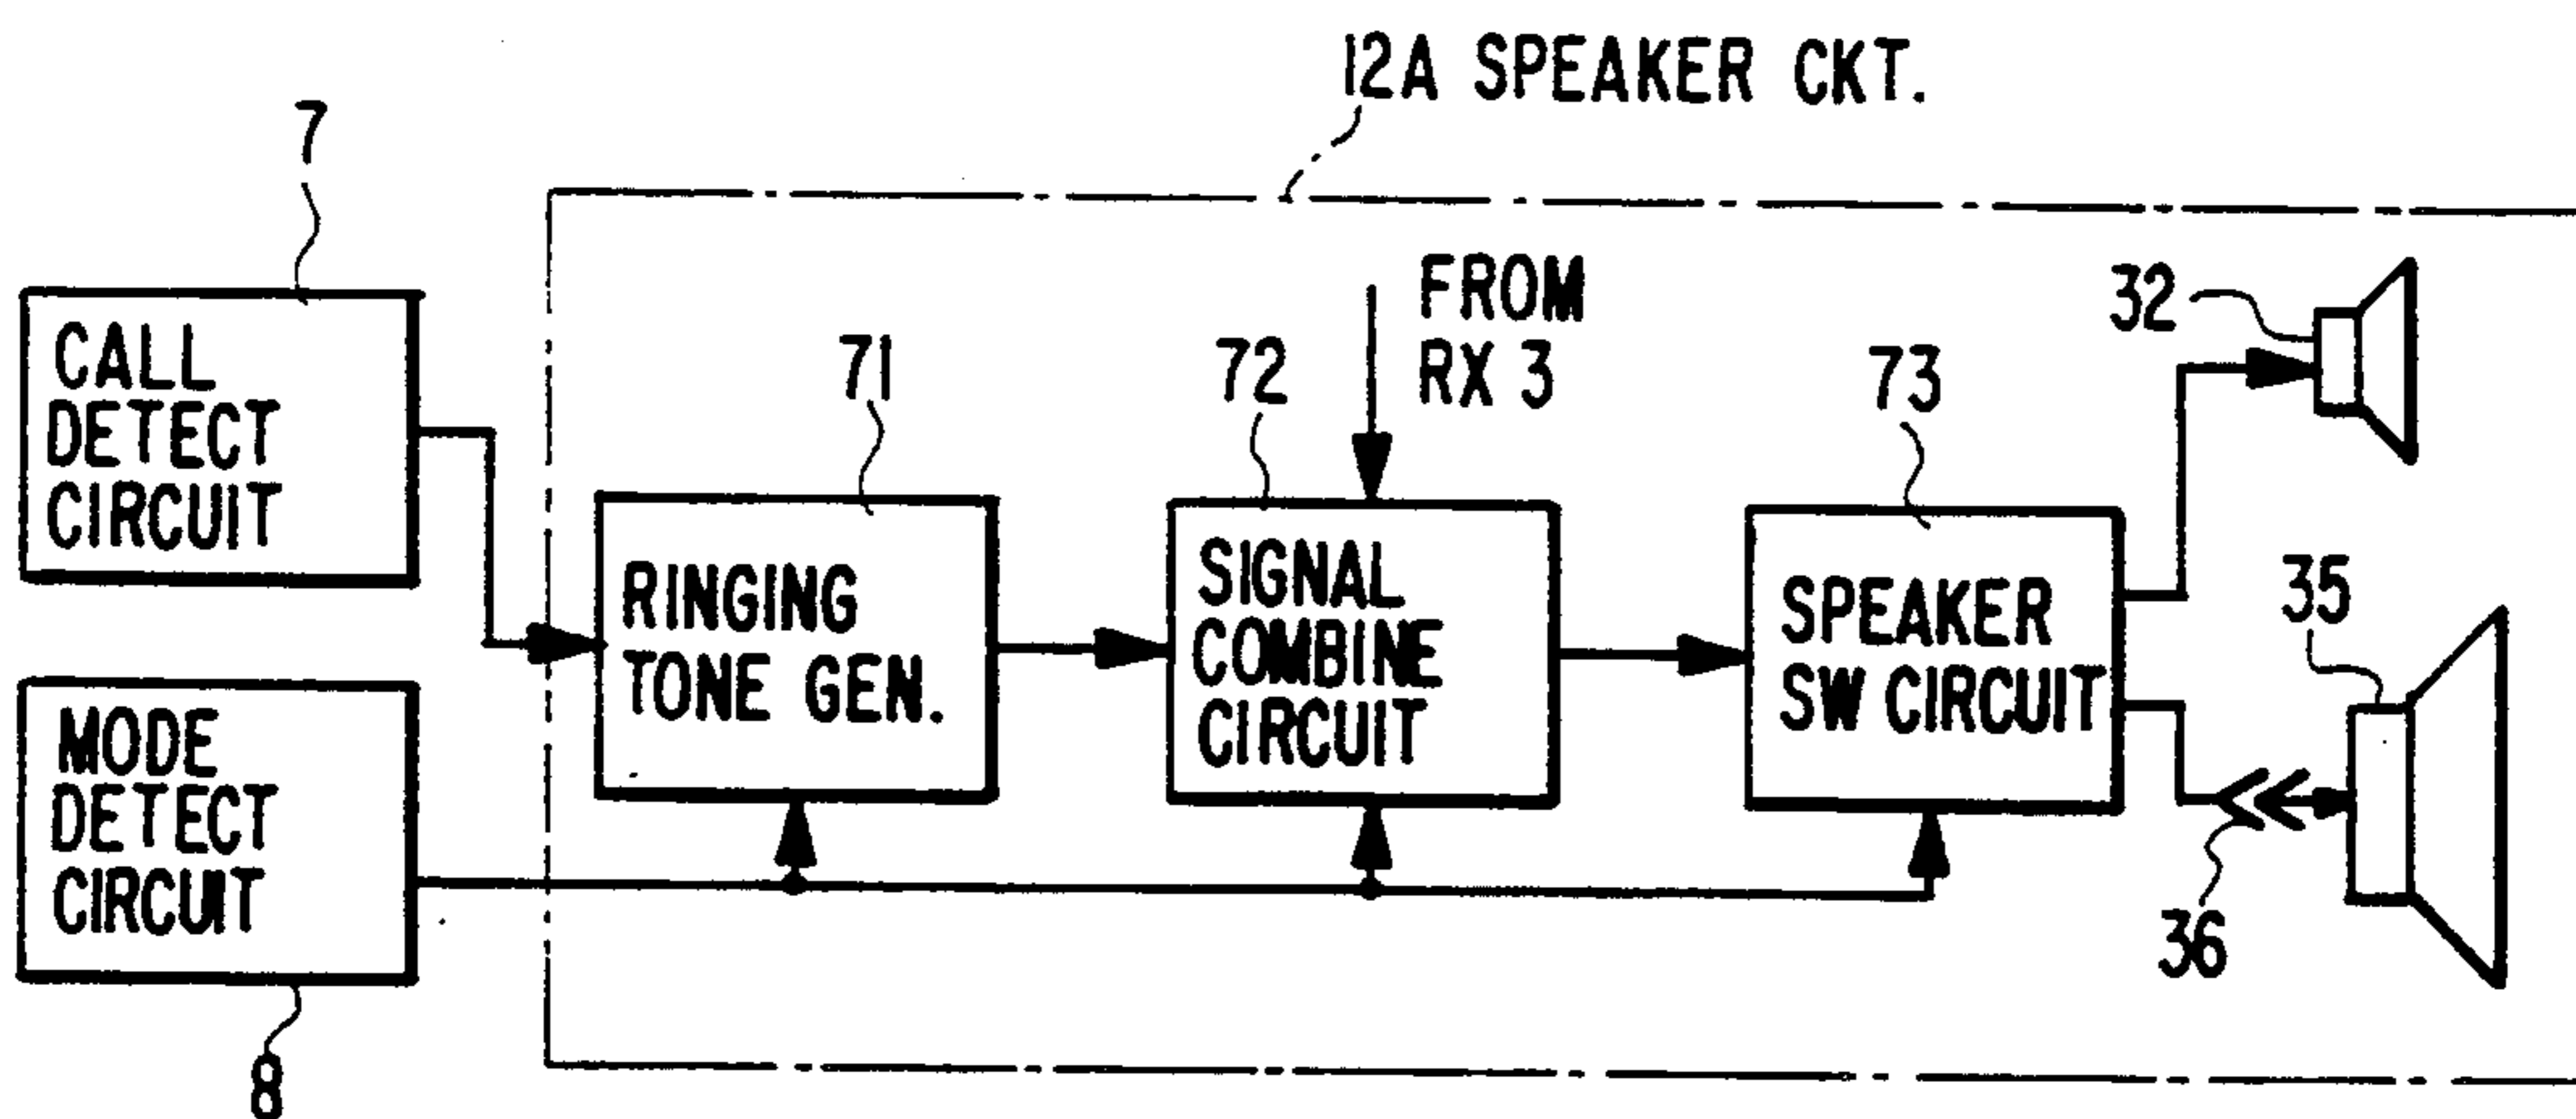 12A SPEAKER CKT.
7
CALL
DETECT
CIRCUIT
FROM
RX 3
32
71
72
73
RINGING
TONE GEN.
SIGNAL
COMBINE
CIRCUIT
SPEAKER
SW CIRCUIT
35
MODE
DETECT
CIRCUIT
36
8